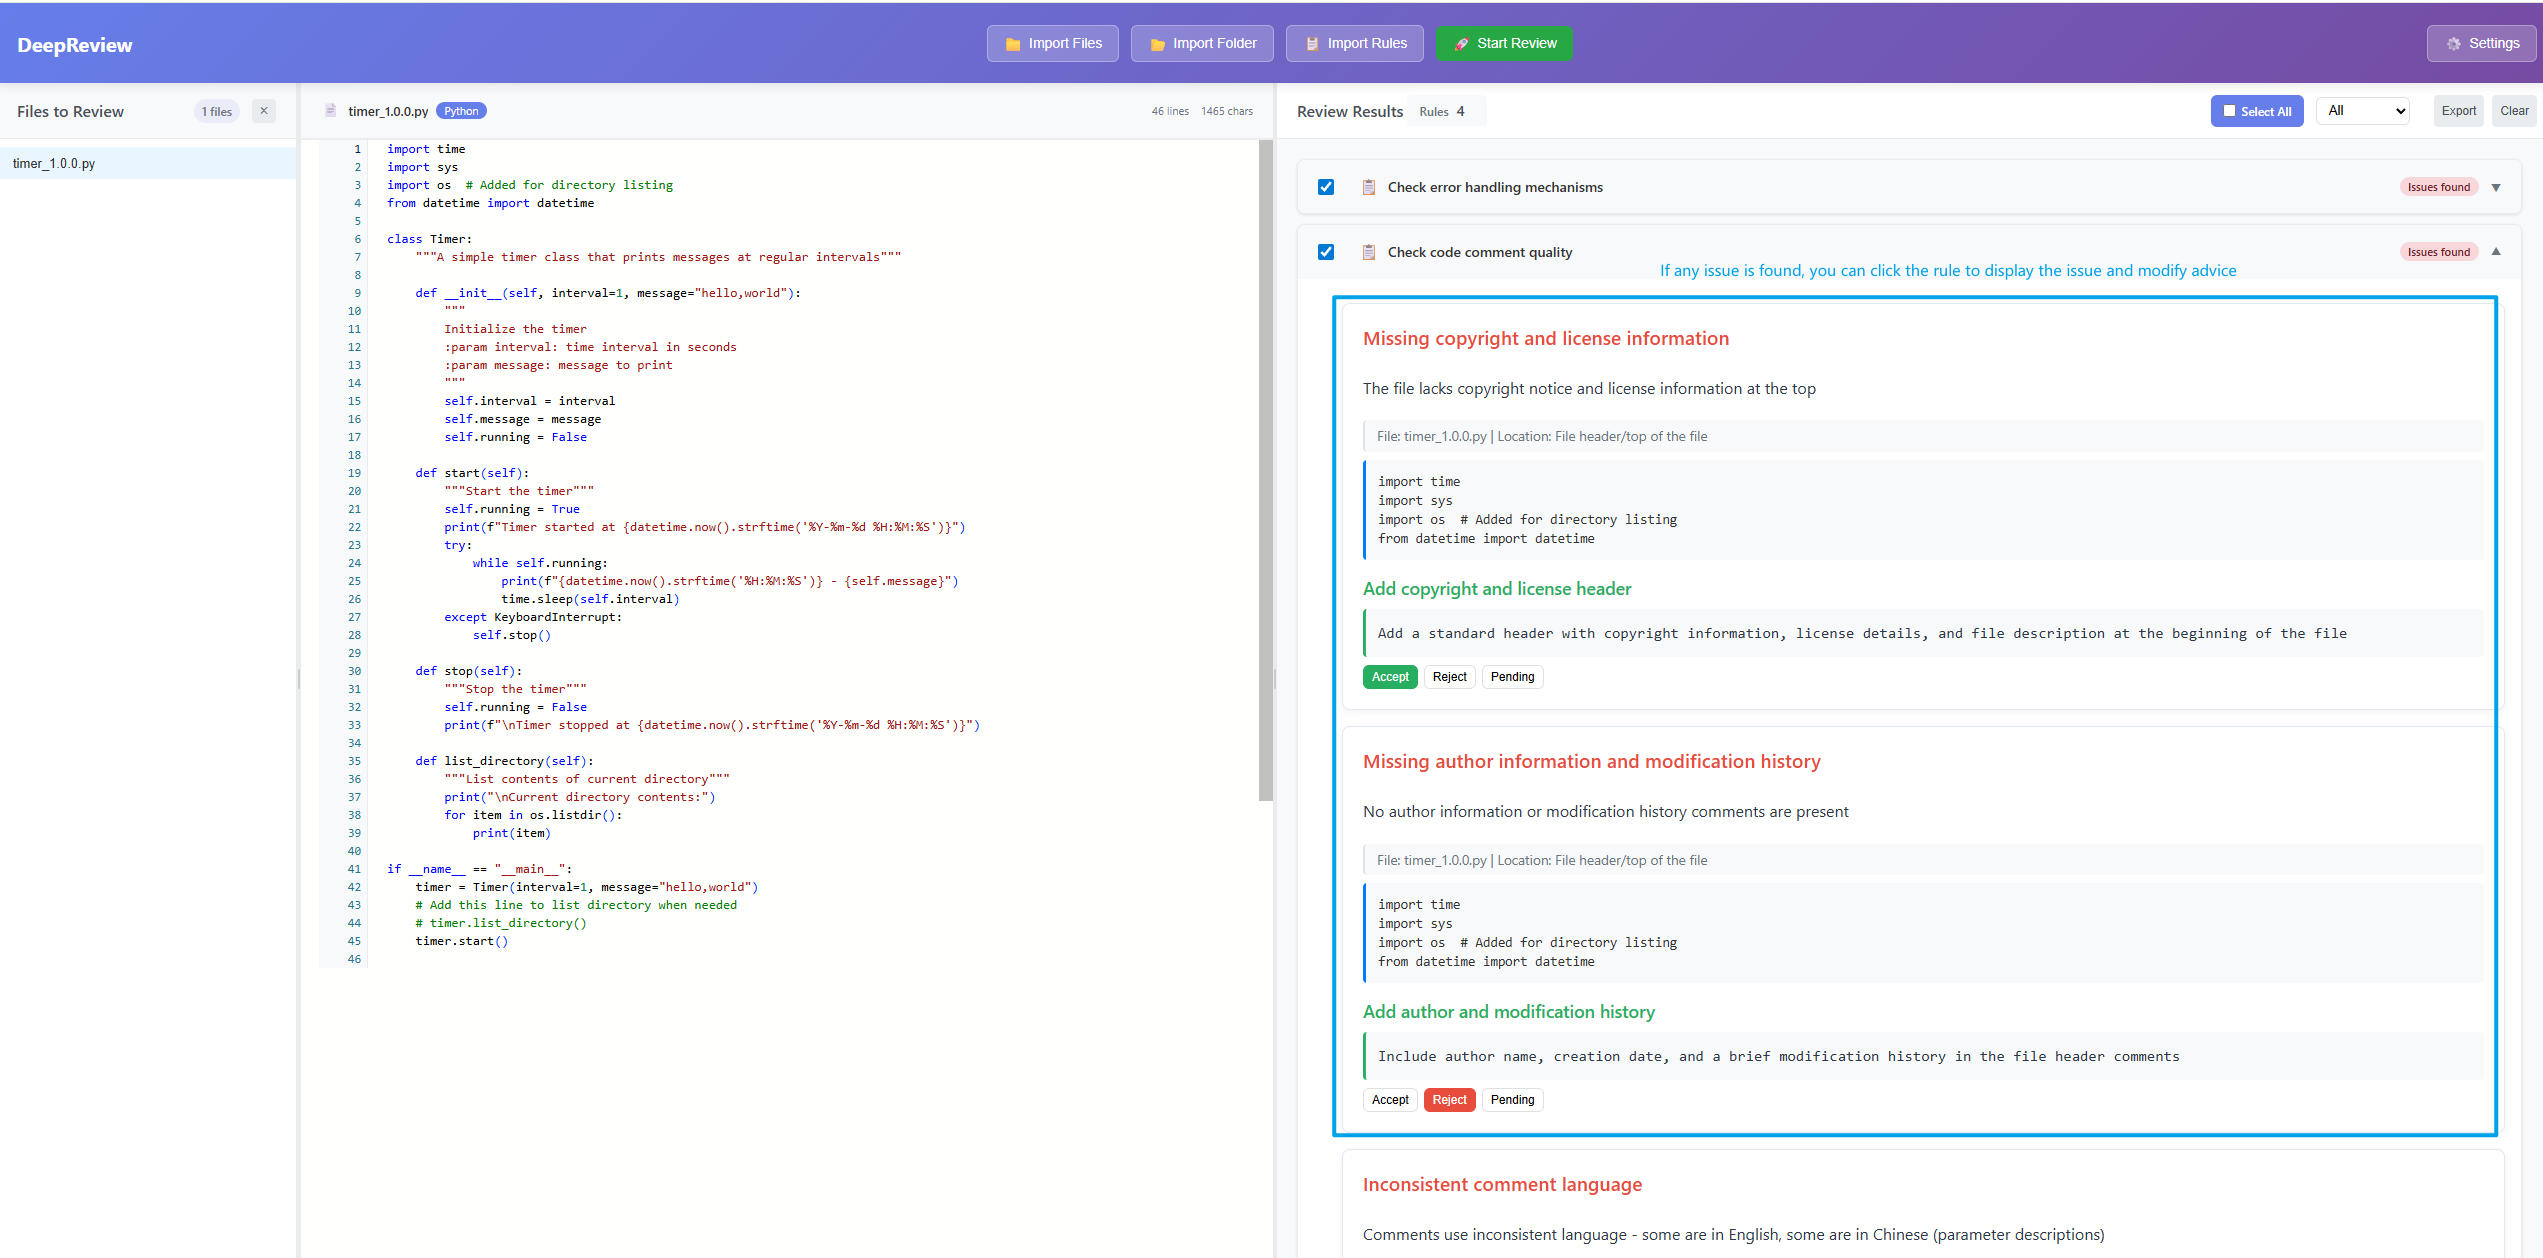 DeepReview
Import Files
Import Folder
Import Rules
Start Review
Settings
Files to Review
1 files
×
timer_1.0.0.py
timer_1.0.0.py
Python
46 lines
1465 chars
1 import time
2 import sys
3 import os  # Added for directory listing
4 from datetime import datetime
5
6 class Timer:
7     """A simple timer class that prints messages at regular intervals"""
8
9     def __init__(self, interval=1, message="hello,world"):
10         """
11         Initialize the timer
12         :param interval: time interval in seconds
13         :param message: message to print
14         """
15         self.interval = interval
16         self.message = message
17         self.running = False
18
19     def start(self):
20         """Start the timer"""
21         self.running = True
22         print(f"Timer started at {datetime.now().strftime('%Y-%m-%d %H:%M:%S')}")
23         try:
24             while self.running:
25                 print(f"{datetime.now().strftime('%H:%M:%S')} - {self.message}")
26                 time.sleep(self.interval)
27         except KeyboardInterrupt:
28             self.stop()
29
30     def stop(self):
31         """Stop the timer"""
32         self.running = False
33         print(f"\nTimer stopped at {datetime.now().strftime('%Y-%m-%d %H:%M:%S')}")
34
35     def list_directory(self):
36         """List contents of current directory"""
37         print("\nCurrent directory contents:")
38         for item in os.listdir():
39             print(item)
40
41 if __name__ == "__main__":
42     timer = Timer(interval=1, message="hello,world")
43     # Add this line to list directory when needed
44     # timer.list_directory()
45     timer.start()
46
Review Results
Rules 4
Select All
All
Export
Clear
Check error handling mechanisms
Issues found
Check code comment quality
Issues found
If any issue is found, you can click the rule to display the issue and modify advice
Missing copyright and license information
The file lacks copyright notice and license information at the top
File: timer_1.0.0.py | Location: File header/top of the file
import time
import sys
import os  # Added for directory listing
from datetime import datetime
Add copyright and license header
Add a standard header with copyright information, license details, and file description at the beginning of the file
Accept
Reject
Pending
Missing author information and modification history
No author information or modification history comments are present
File: timer_1.0.0.py | Location: File header/top of the file
import time
import sys
import os  # Added for directory listing
from datetime import datetime
Add author and modification history
Include author name, creation date, and a brief modification history in the file header comments
Accept
Reject
Pending
Inconsistent comment language
Comments use inconsistent language - some are in English, some are in Chinese (parameter descriptions)